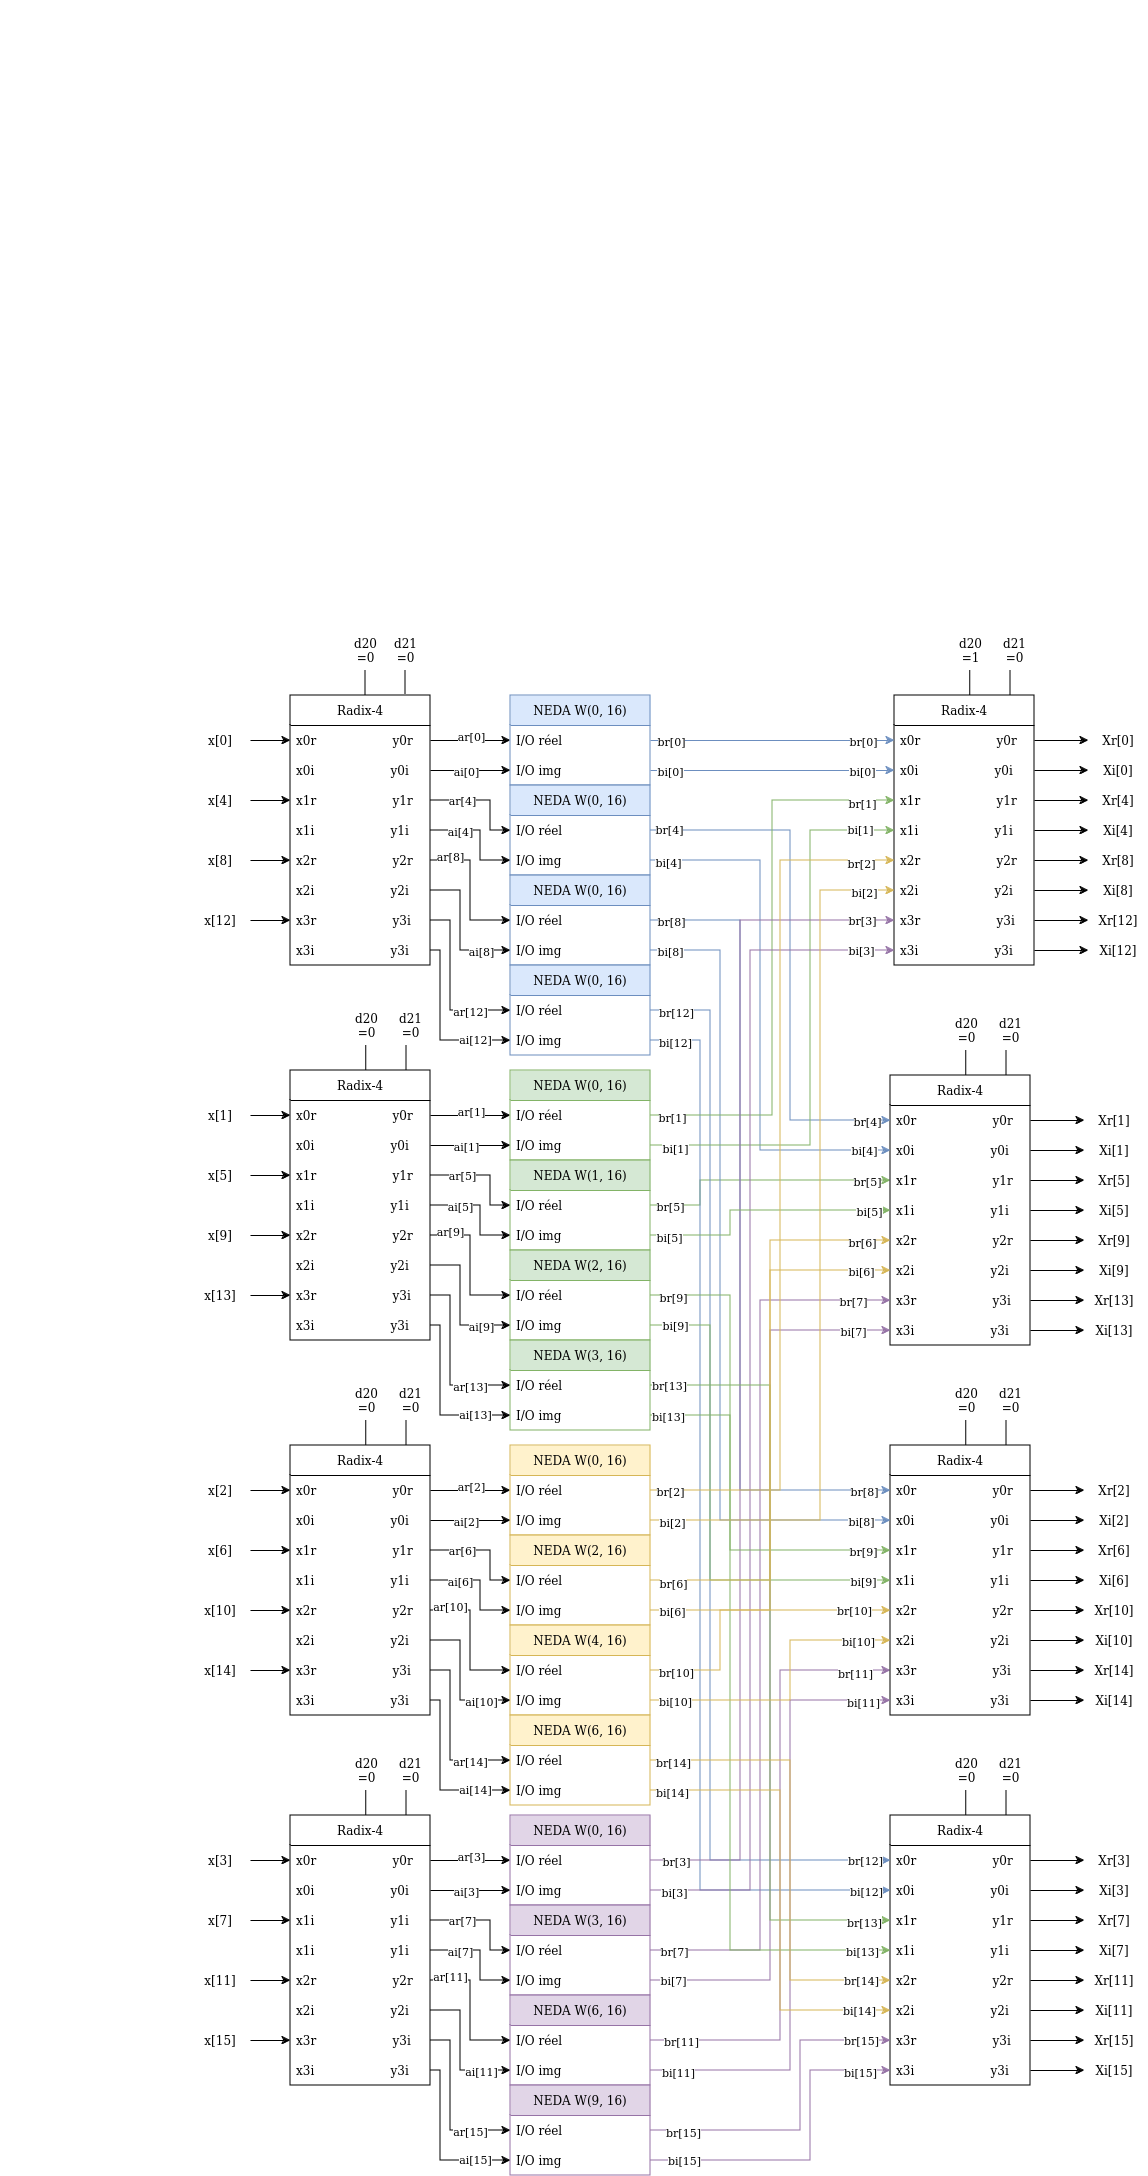 d20 d21 d20 d21
=0 =0 =1 =0
Radix-4 NEDA W(0, 16) Radix-4
x[0] x0r y0r ar[0] I/O réel br[0] br[0] x0r y0r Xr[0]
x0i y0i ai[0] I/O img bi[0] bi[0] x0i y0i Xi[0]
x[4] x1r y1r ar[4] NEDA W(0, 16) br[1] x1r y1r Xr[4]
x1i y1i ai[4] I/O réel br[4] bi[1] x1i y1i Xi[4]
x[8] x2r y2r ar[8] I/O img bi[4] br[2] x2r y2r Xr[8]
x2i y2i NEDA W(0, 16) bi[2] x2i y2i Xi[8]
x[12] x3r y3i I/O réel br[8] br[3] x3r y3i Xr[12]
x3i y3i ai[8] I/O img bi[8] bi[3] x3i y3i Xi[12]
NEDA W(0, 16)
ar[12] I/O réel br[12]
d20 d21 d20 d21
=0 =0 =0 =0
ai[12] I/O img bi[12]
Radix-4 NEDA W(0, 16) Radix-4
x[1] x0r y0r ar[1] I/O réel br[1] br[4] x0r y0r Xr[1]
x0i y0i ai[1] I/O img bi[1] bi[4] x0i y0i Xi[1]
x[5] x1r y1r ar[5] NEDA W(1, 16) br[5] x1r y1r Xr[5]
x1i y1i ai[5] I/O réel br[5] bi[5] x1i y1i Xi[5]
x[9] x2r y2r ar[9] I/O img bi[5] br[6] x2r y2r Xr[9]
x2i y2i NEDA W(2, 16) bi[6] x2i y2i Xi[9]
x[13] x3r y3i I/O réel br[9] br[7] x3r y3i Xr[13]
x3i y3i ai[9] I/O img bi[9] bi[7] x3i y3i Xi[13]
NEDA W(3, 16)
ar[13] I/O réel br[13]
d20 d21 d20 d21
=0 =0 =0 =0
ai[13] I/O img bi[13]
Radix-4 NEDA W(0, 16) Radix-4
x[2] x0r y0r ar[2] I/O réel br[2] br[8] x0r y0r Xr[2]
x0i y0i ai[2] I/O img bi[2] bi[8] x0i y0i Xi[2]
x[6] x1r y1r ar[6] NEDA W(2, 16) br[9] x1r y1r Xr[6]
x1i y1i ai[6] I/O réel br[6] bi[9] x1i y1i Xi[6]
x[10] x2r y2r ar[10] I/O img bi[6] br[10] x2r y2r Xr[10]
x2i y2i NEDA W(4, 16) bi[10] x2i y2i Xi[10]
x[14] x3r y3i I/O réel br[10] br[11] x3r y3i Xr[14]
x3i y3i ai[10] I/O img bi[10] bi[11] x3i y3i Xi[14]
NEDA W(6, 16)
ar[14] I/O réel br[14]
d20 d21 d20 d21
=0 =0 =0 =0
ai[14] I/O img bi[14]
Radix-4 NEDA W(0, 16) Radix-4
x[3] x0r y0r ar[3] I/O réel br[3] br[12] x0r y0r Xr[3]
x0i y0i ai[3] I/O img bi[3] bi[12] x0i y0i Xi[3]
x[7] x1i y1i ar[7] NEDA W(3, 16) br[13] x1r y1r Xr[7]
x1i y1i ai[7] I/O réel br[7] bi[13] x1i y1i Xi[7]
x[11] x2r y2r ar[11] I/O img bi[7] br[14] x2r y2r Xr[11]
x2i y2i NEDA W(6, 16) bi[14] x2i y2i Xi[11]
x[15] x3r y3i I/O réel br[11] br[15] x3r y3i Xr[15]
x3i y3i ai[11] I/O img bi[11] bi[15] x3i y3i Xi[15]
NEDA W(9, 16)
ar[15] I/O réel br[15]
ai[15] I/O img bi[15]